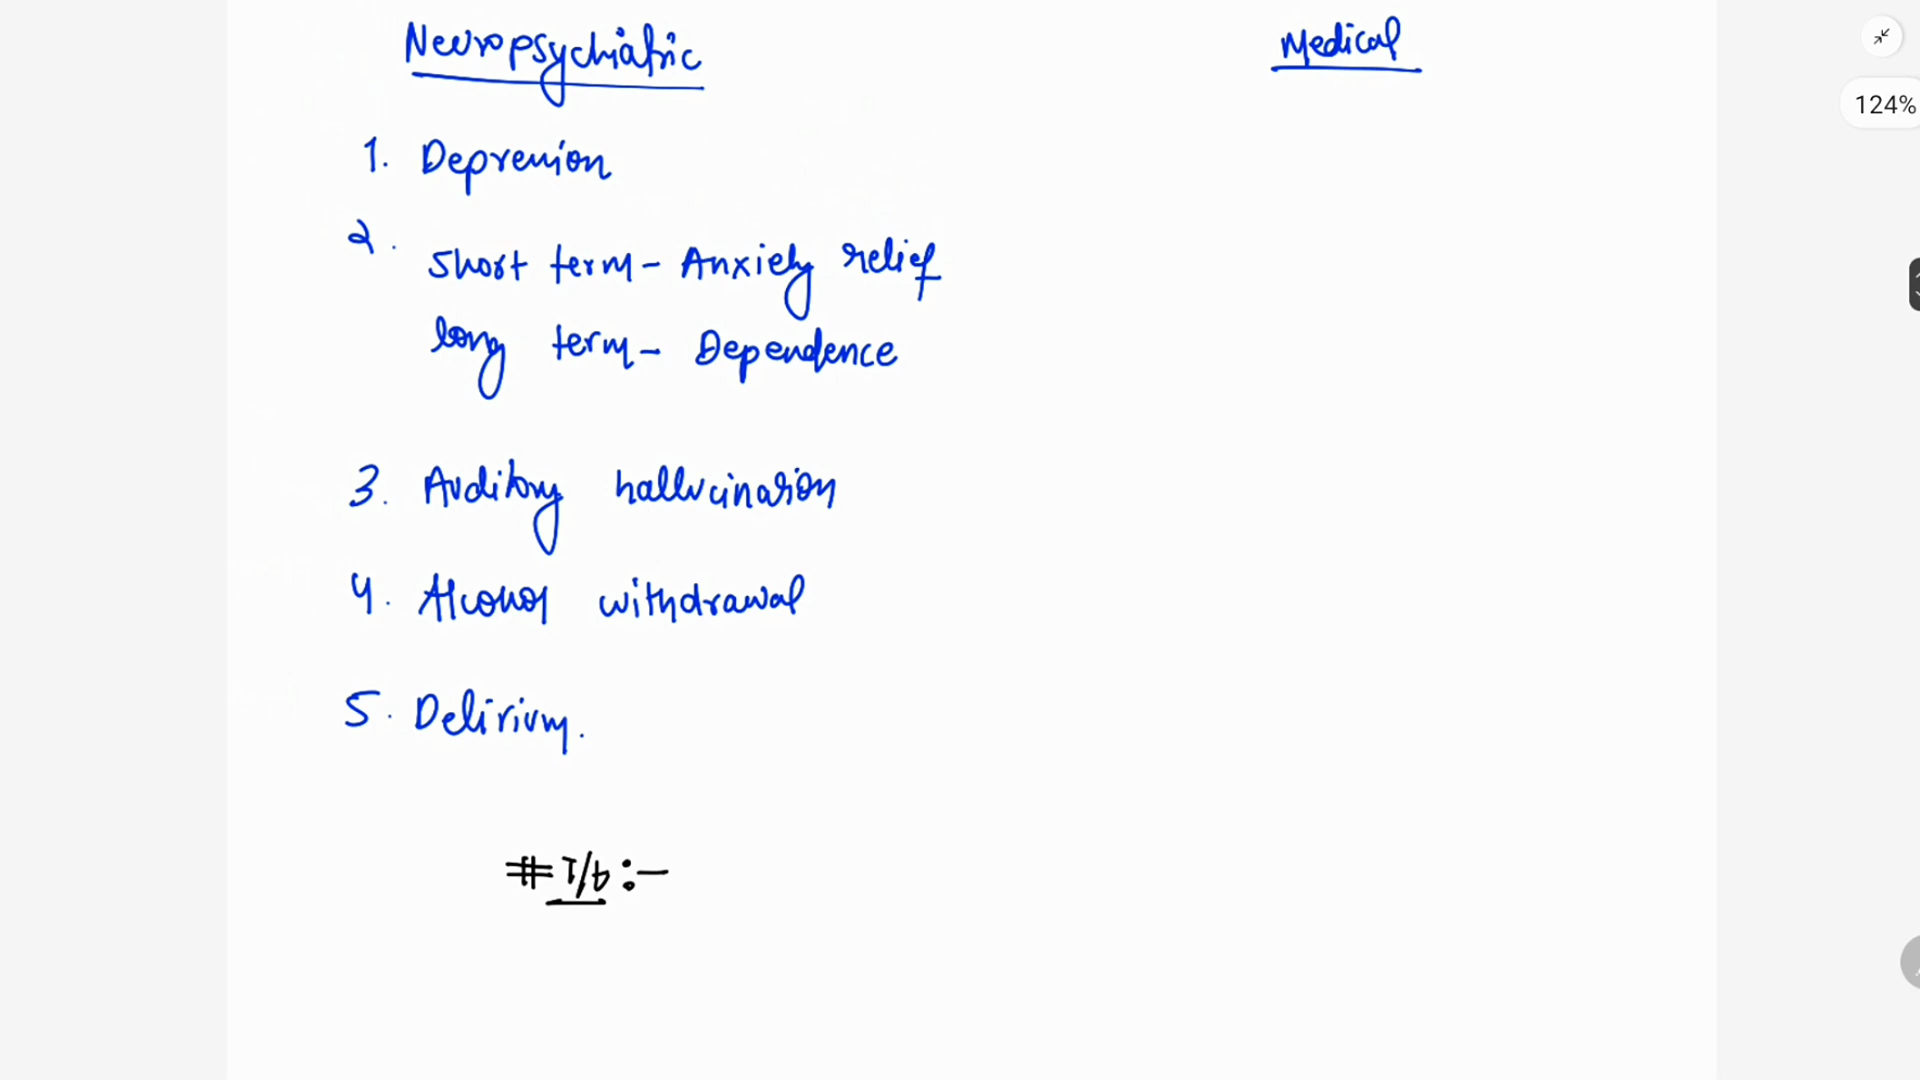 Neuropsychiatric
Medical
124%
1. Depression
2.
short term - Anxiety relief
long term - Dependence
3. Auditory hallucination
4. Alcohol withdrawal
5. Delirium.
# T/t :-